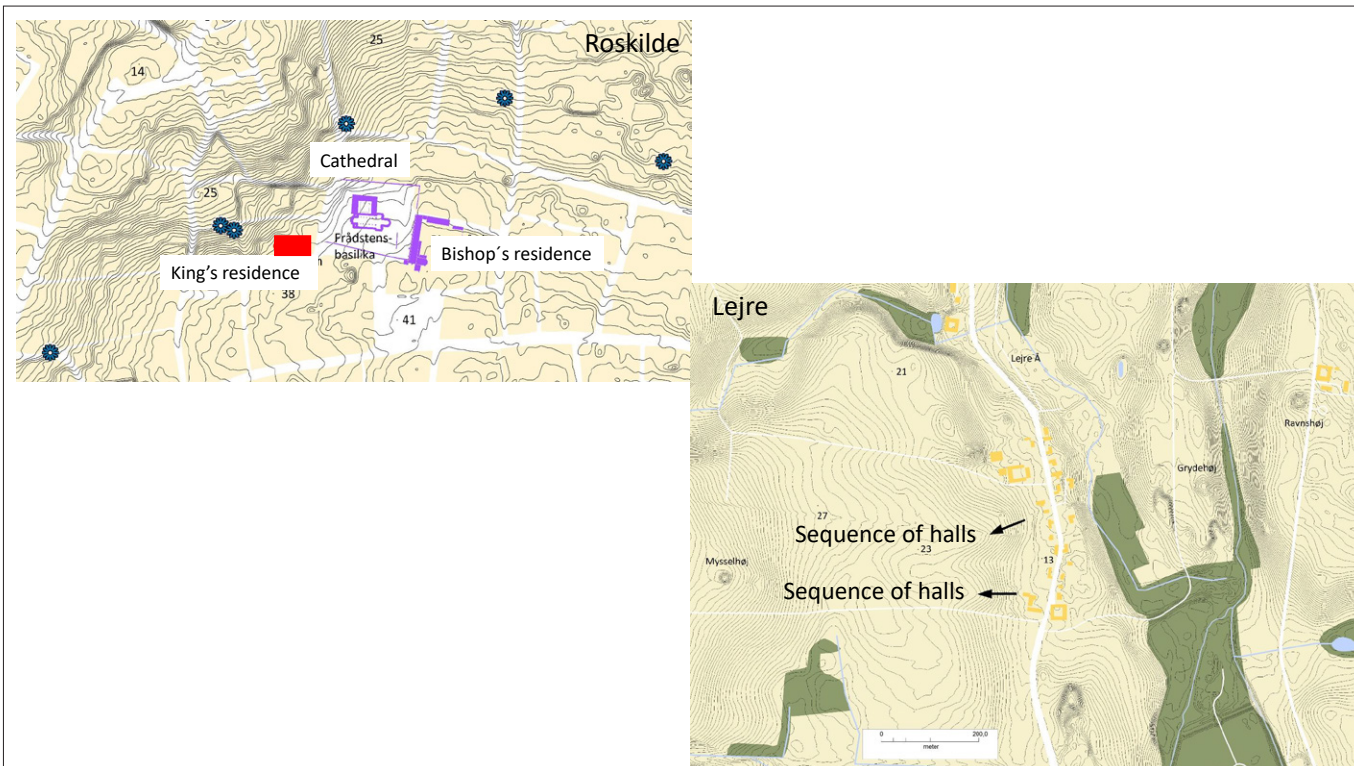 Roskilde
25
14
Cathedral
25
Frådstens-
basilika
Bishop´s residence
King's residence
38
41
Lejre
Lejre Å
21
Ravnshøj
Grydehøj
27
Sequence of halls
23
13
Mysselhøj
Sequence of halls
0
200,0
meter